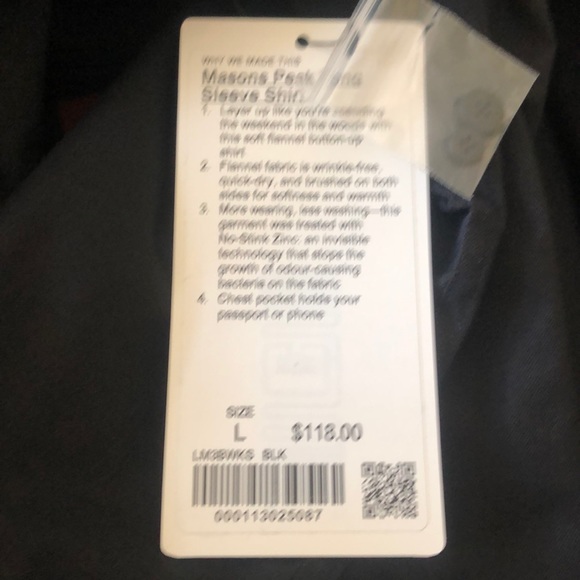 WHY WE MADE THIS
Masons Peak
Sleeve Shirt
1. Layer up like you're spending
the weekend in the woods with
this soft flannel button-up
shirt
2. Flannel fabric is wrinkle-free,
quick-dry, and brushed on both
sides for softness and warmth
3. More wearing, less washing—this
garment was treated with
No-Stink Zinc: an invisible
technology that stops the
growth of odour-causing
bacteria on the fabric
4. Chest pocket holds your
passport or phone
SIZE
L $118.00
LM3BWKS BLK
000113025087